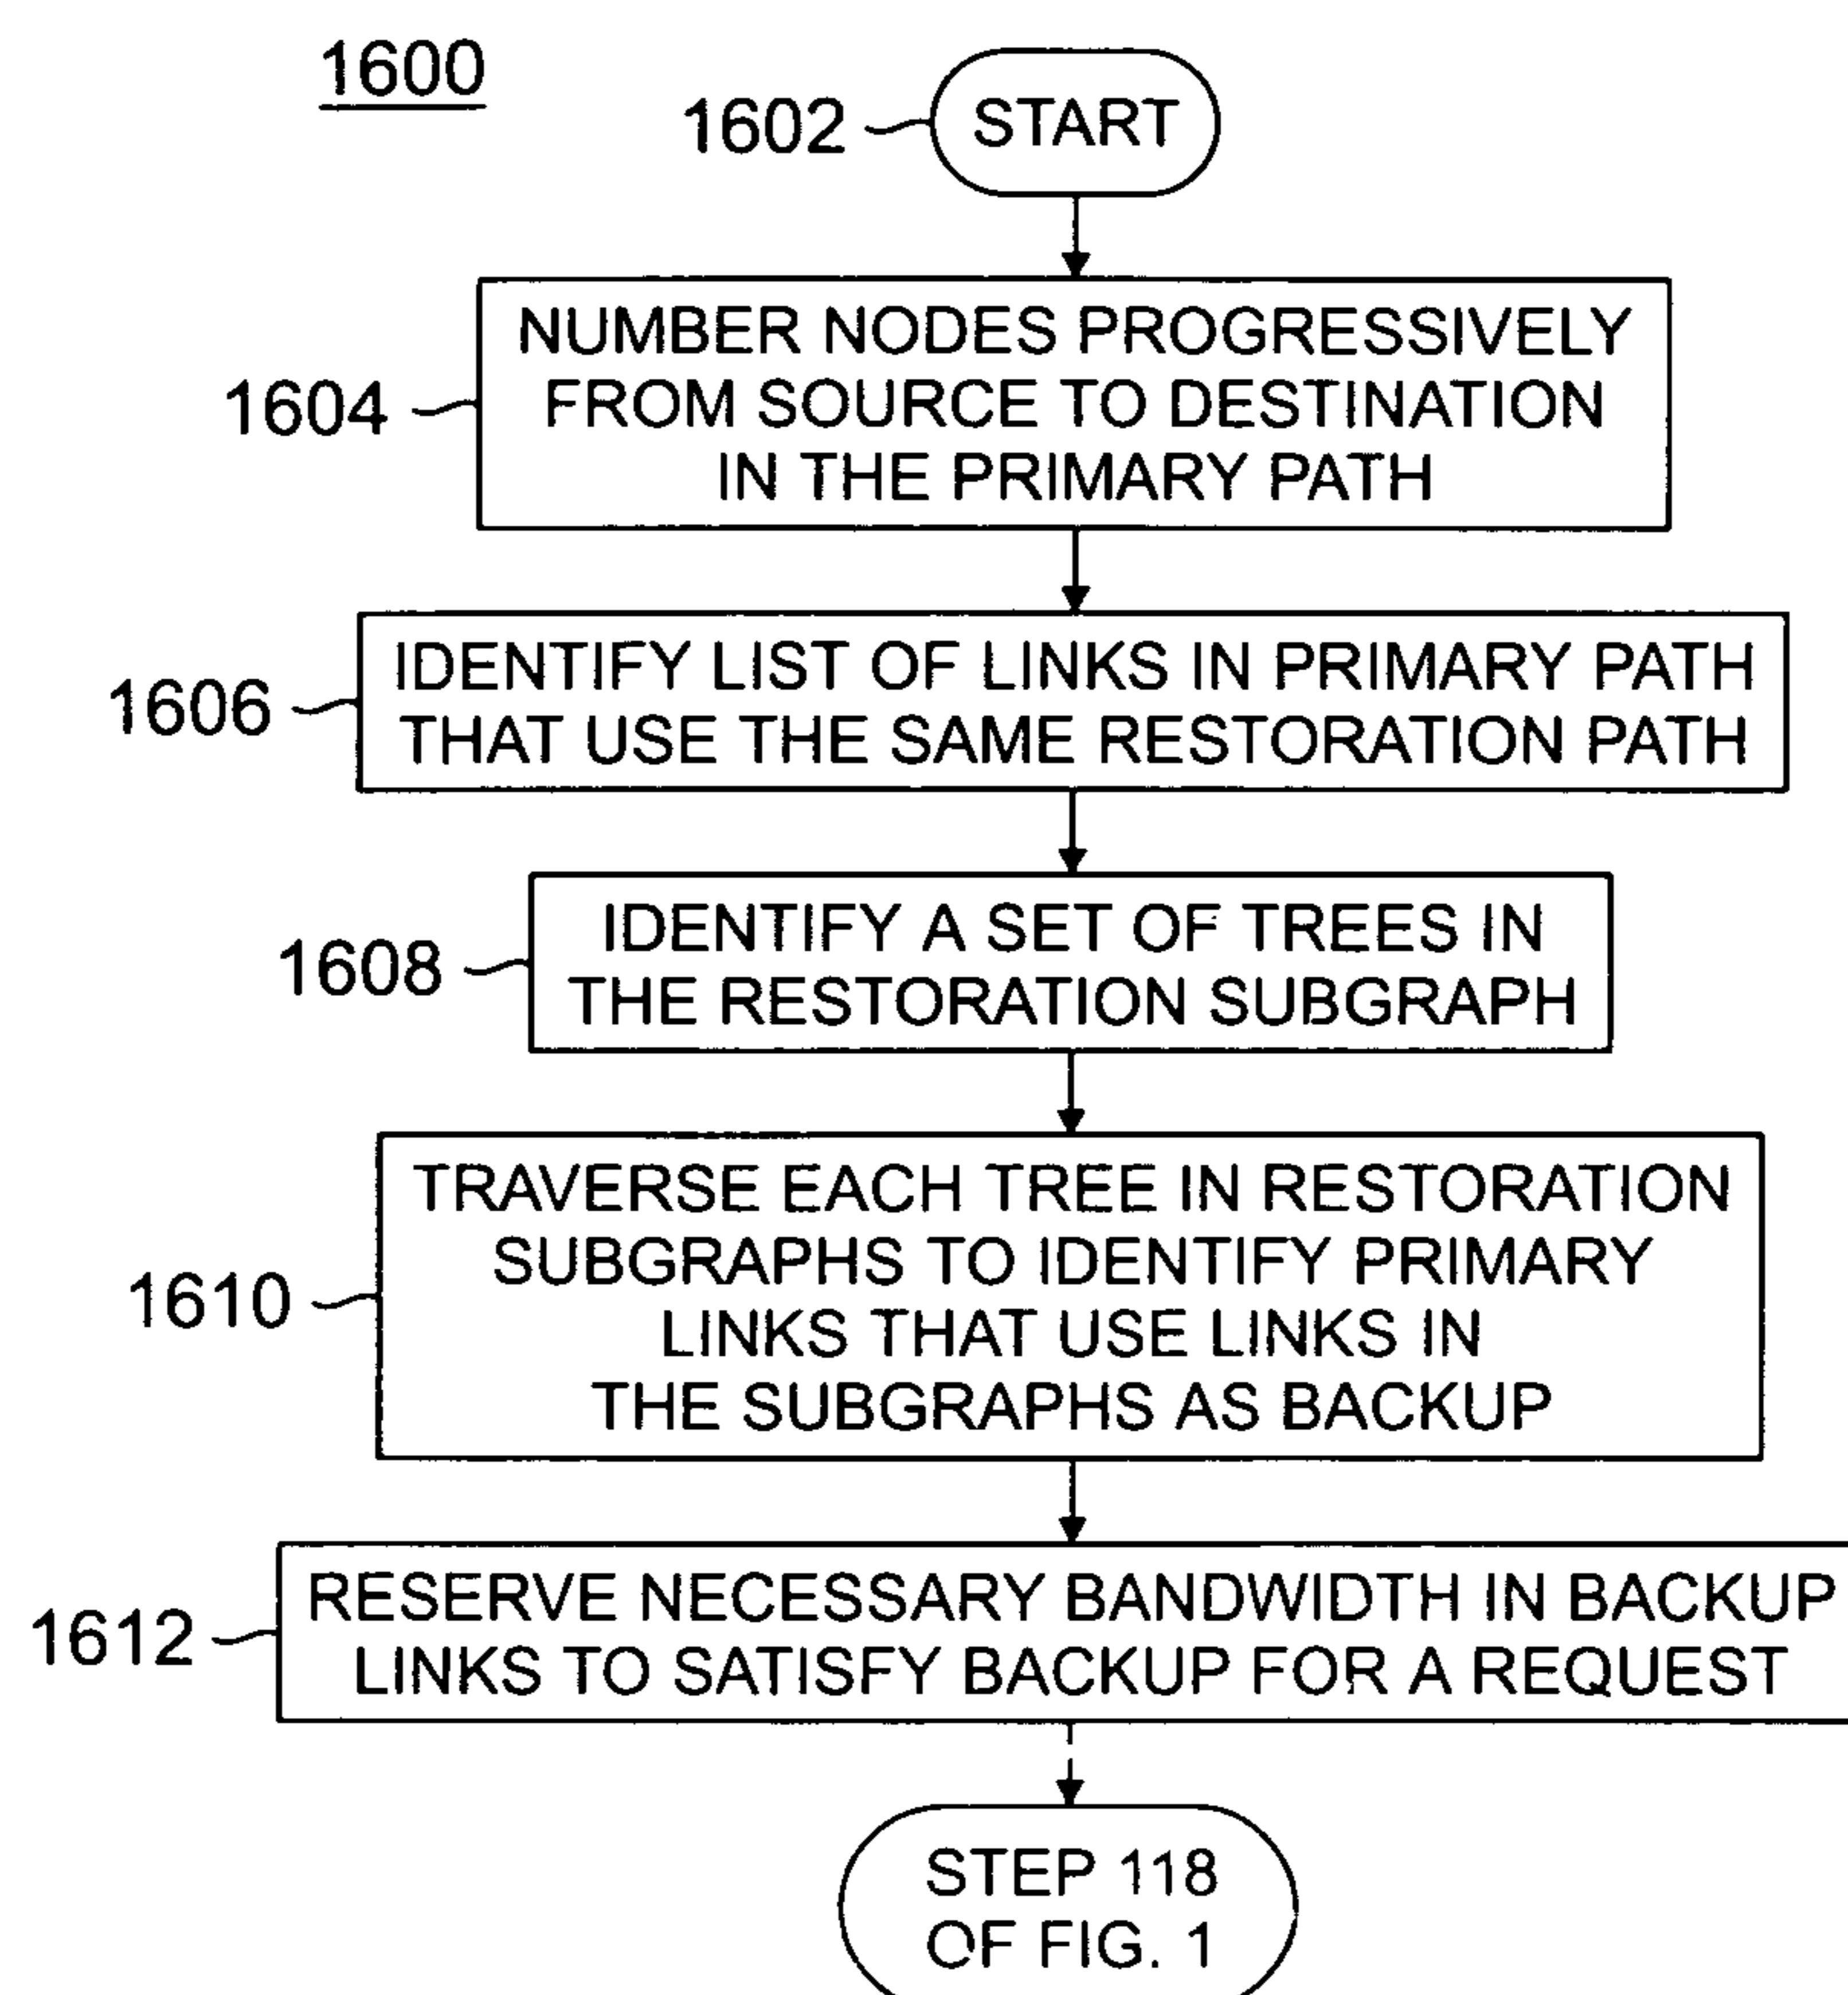 1600
1602
START
1604
NUMBER NODES PROGRESSIVELY
FROM SOURCE TO DESTINATION
IN THE PRIMARY PATH
1606
IDENTIFY LIST OF LINKS IN PRIMARY PATH
THAT USE THE SAME RESTORATION PATH
1608
IDENTIFY A SET OF TREES IN
THE RESTORATION SUBGRAPH
1610
TRAVERSE EACH TREE IN RESTORATION
SUBGRAPHS TO IDENTIFY PRIMARY
LINKS THAT USE LINKS IN
THE SUBGRAPHS AS BACKUP
1612
RESERVE NECESSARY BANDWIDTH IN BACKUP
LINKS TO SATISFY BACKUP FOR A REQUEST
STEP 118
OF FIG. 1